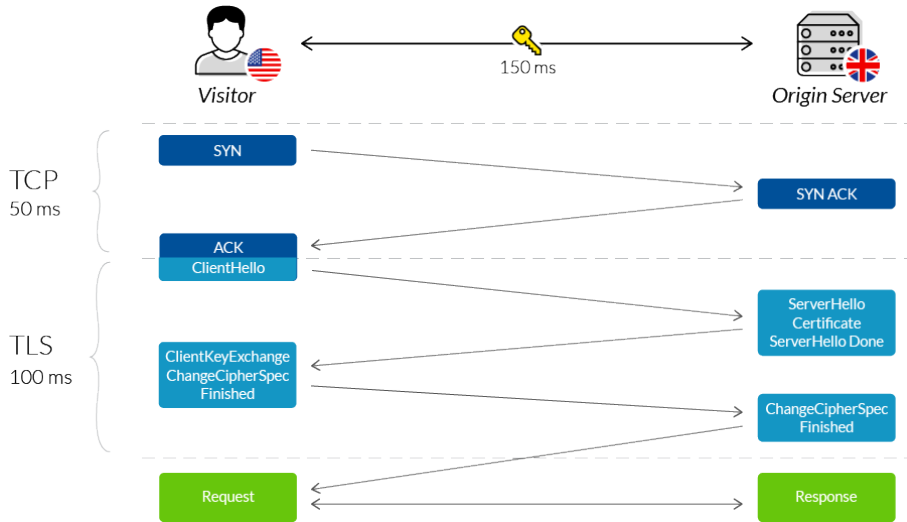 150 ms
Visitor
Origin Server
TCP
50 ms
SYN
SYN ACK
ACK
ClientHello
TLS
100 ms
ServerHello
Certificate
ServerHello Done
ClientKeyExchange
ChangeCipherSpec
Finished
ChangeCipherSpec
Finished
Request
Response